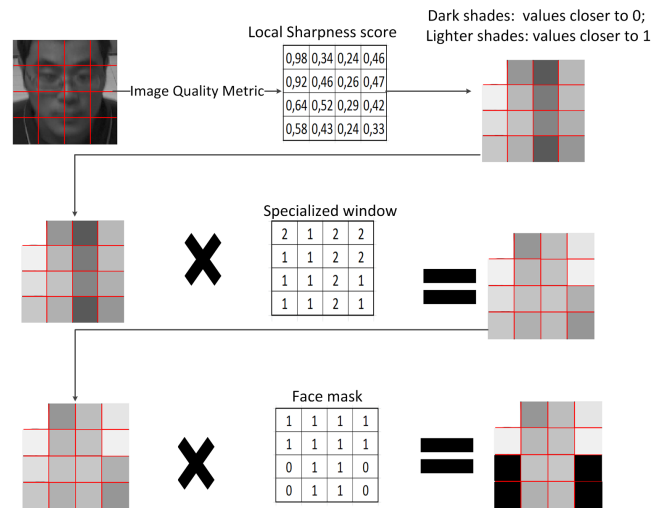 Dark shades:  values closer to 0;
Local Sharpness score
Lighter shades: values closer to 1
0,98 0,34 0,24 0,46
0,92 0,46 0,26 0,47
Image Quality Metric
0,64 0,52 0,29 0,42
0,58 0,43 0,24 0,33
Specialized window
2 1 2 2
1 1 2 2
1 1 2 1
1 1 2 1
Face mask
1 1 1 1
1 1 1 1
0 1 1 0
0 1 1 0